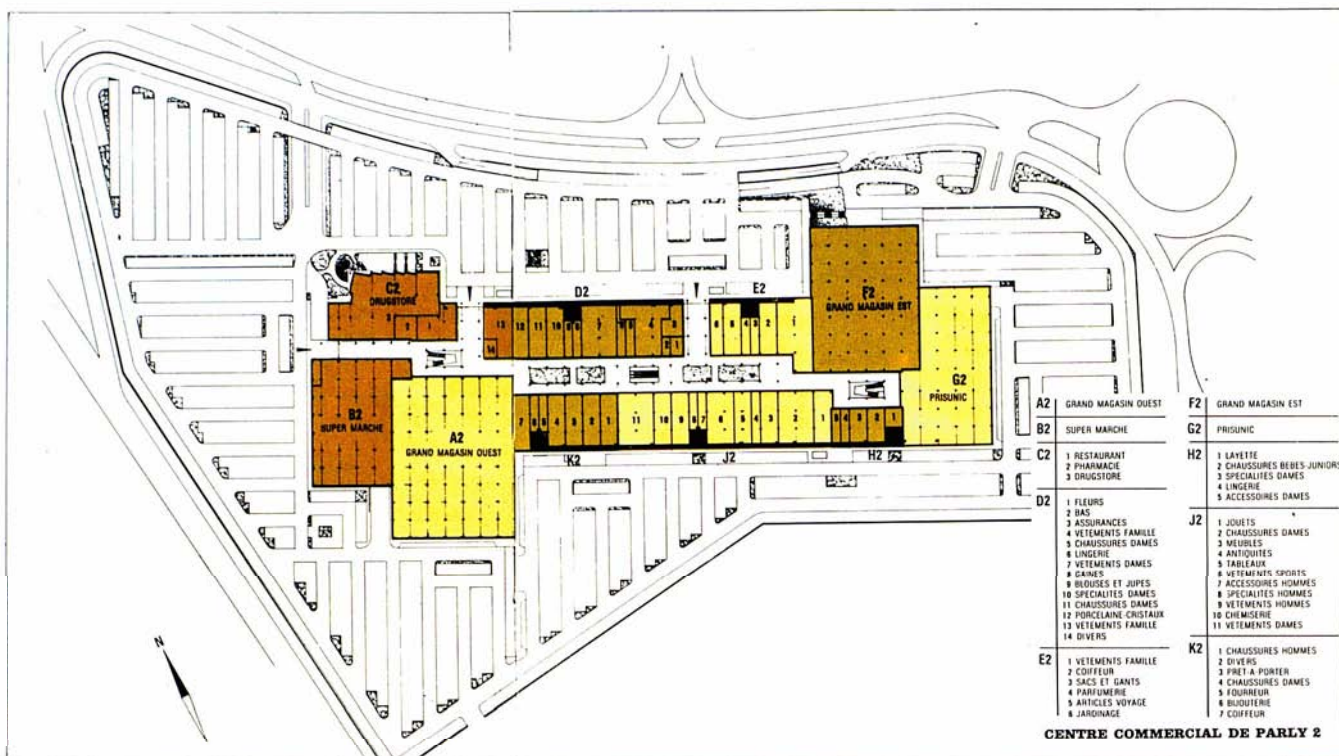 C2
DRUGSTORE
D2
E2
F2
GRAND MAGASIN EST
B2
SUPER MARCHE
A2
GRAND MAGASIN OUEST
G2
PRISUNIC
K2
J2
H2
N
A2 GRAND MAGASIN OUEST
B2 SUPER MARCHE
C2 1 RESTAURANT
2 PHARMACIE
3 DRUGSTORE
D2 1 FLEURS
2 BAS
3 ASSURANCES
4 VETEMENTS FAMILLE
5 CHAUSSURES DAMES
6 LINGERIE
7 VETEMENTS DAMES
8 GAINES
9 BLOUSES ET JUPES
10 SPECIALITES DAMES
11 CHAUSSURES DAMES
12 PORCELAINE-CRISTAUX
13 VETEMENTS FAMILLE
14 DIVERS
E2 1 VETEMENTS FAMILLE
2 COIFFEUR
3 SACS ET GANTS
4 PARFUMERIE
5 ARTICLES VOYAGE
6 JARDINAGE
F2 GRAND MAGASIN EST
G2 PRISUNIC
H2 1 LAYETTE
2 CHAUSSURES BEBES-JUNIORS
3 SPECIALITES DAMES
4 LINGERIE
5 ACCESSOIRES DAMES
J2 1 JOUETS
2 CHAUSSURES DAMES
3 MEUBLES
4 ANTIQUITES
5 TABLEAUX
6 VETEMENTS SPORTS
7 ACCESSOIRES HOMMES
8 SPECIALITES HOMMES
9 VETEMENTS HOMMES
10 CHEMISERIE
11 VETEMENTS DAMES
K2 1 CHAUSSURES HOMMES
2 DIVERS
3 PRET-A-PORTER
4 CHAUSSURES DAMES
5 FOURREUR
6 BIJOUTERIE
7 COIFFEUR
CENTRE COMMERCIAL DE PARLY 2